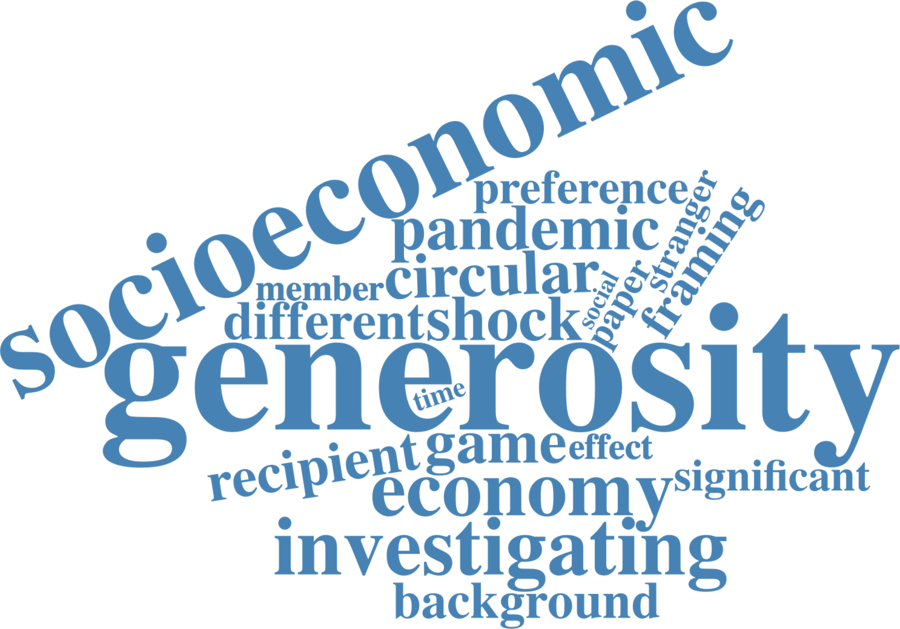 socioeconomic
preference
stranger
pandemic
framing
circular
member
social
paper
different
shock
generosity
time
game
effect
recipient
significant
economy
investigating
background